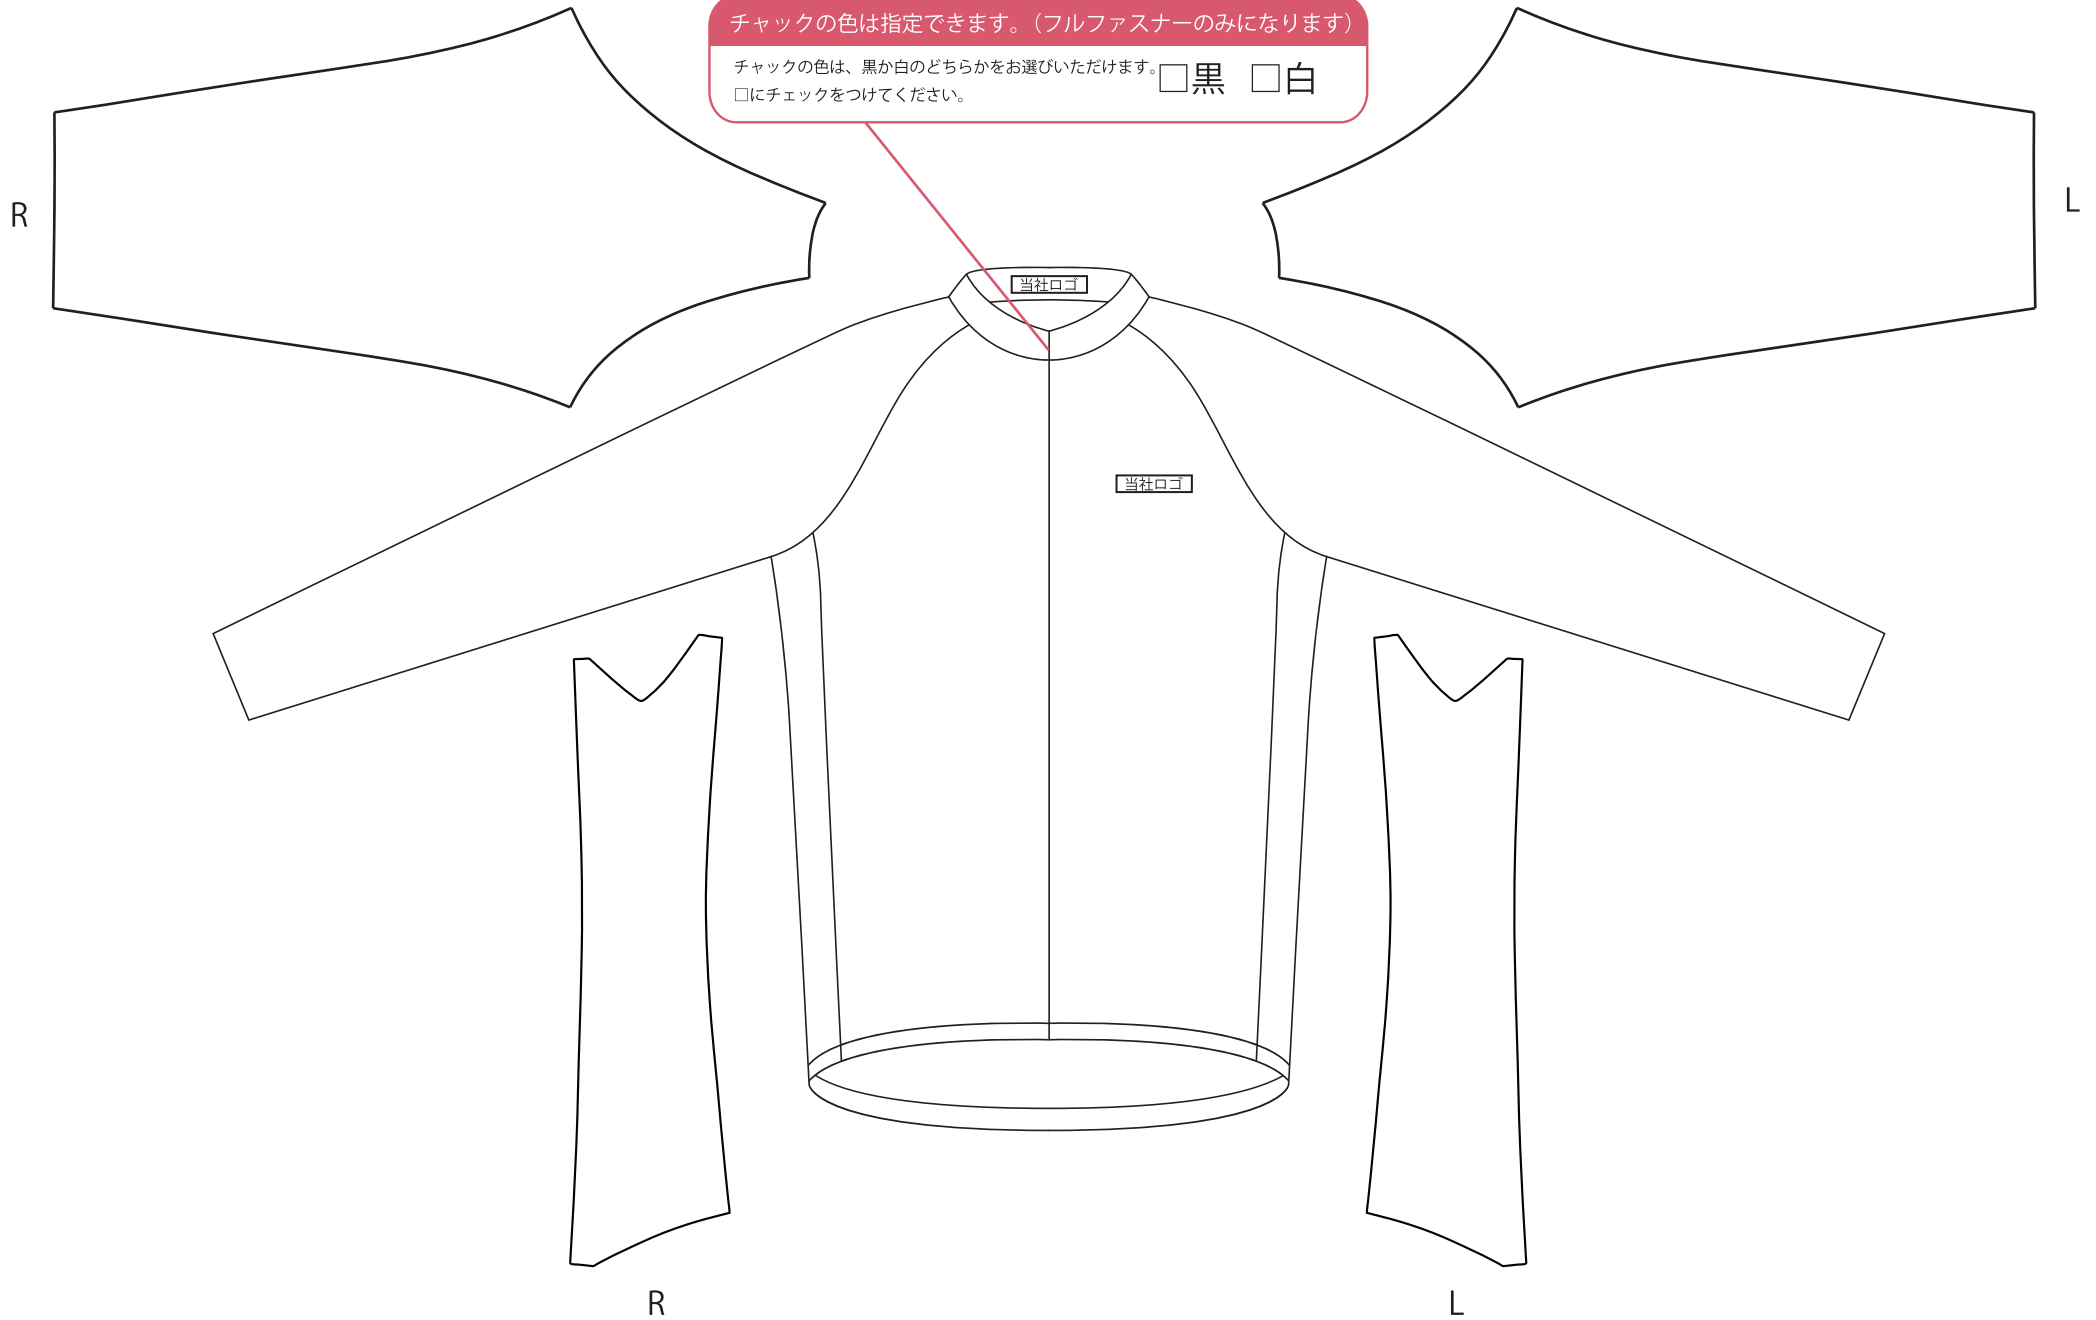 チャックの色は指定できます。（フルファスナーのみになります）
チャックの色は、黒か白のどちらかをお選びいただけます。
□にチェックをつけてください。
□黒 □白
R
L
当社ロゴ
当社ロゴ
R
L